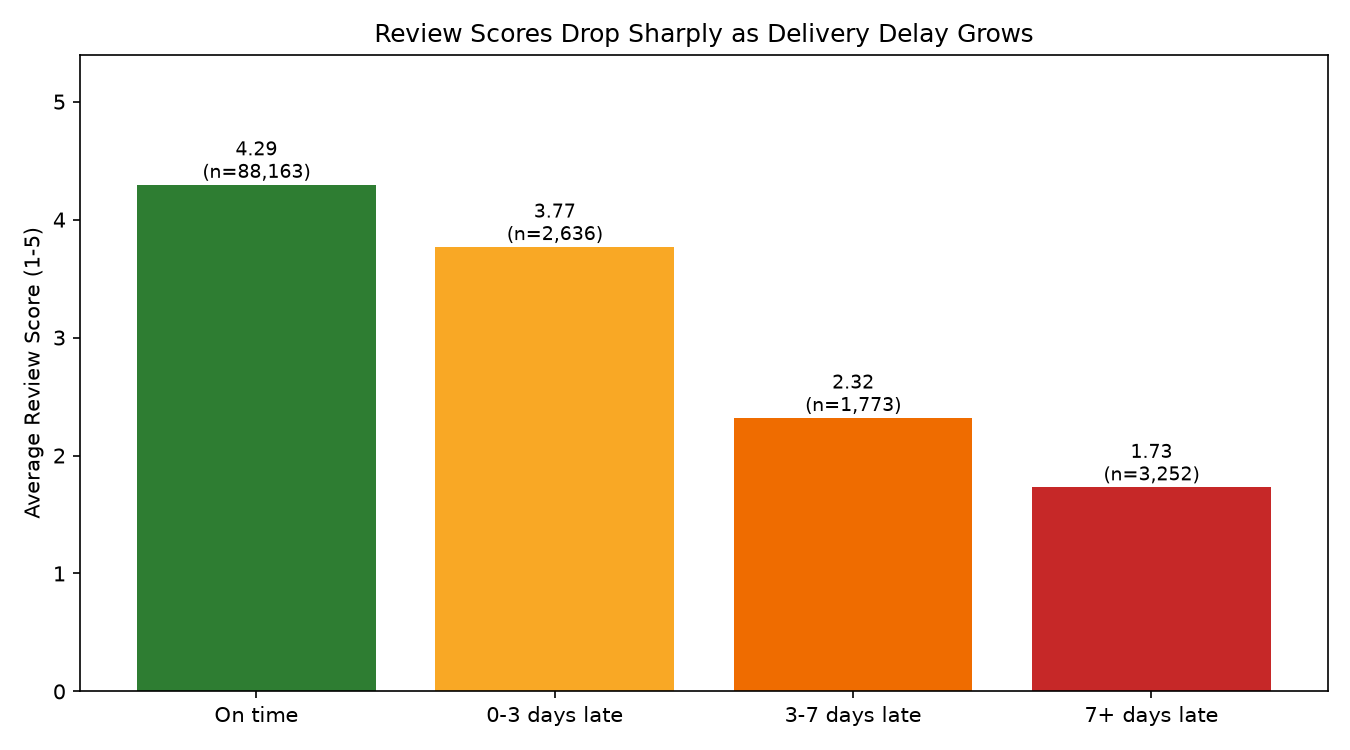 Review Scores Drop Sharply as Delivery Delay Grows
Average Review Score (1-5)
5
4
3
2
1
0
4.29
(n=88,163)
3.77
(n=2,636)
2.32
(n=1,773)
1.73
(n=3,252)
On time
0-3 days late
3-7 days late
7+ days late